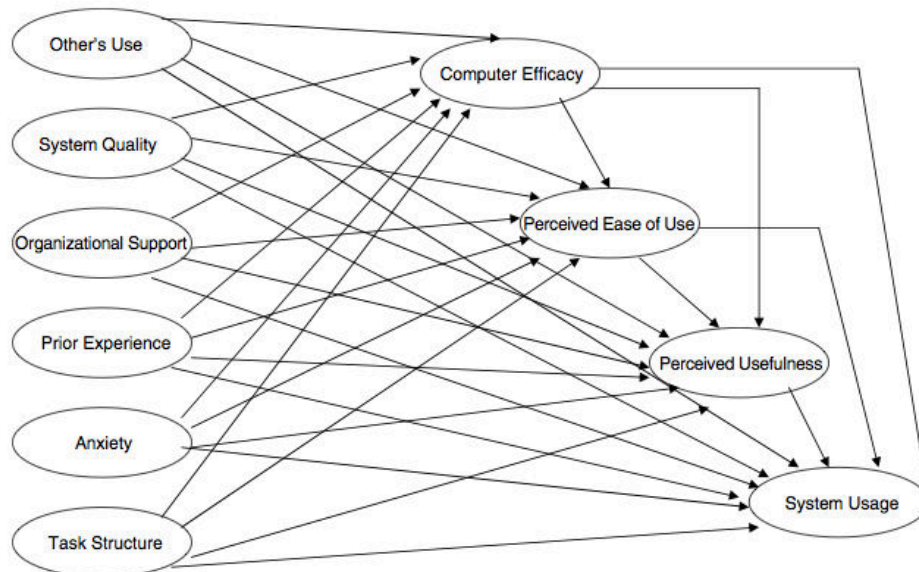 Other's Use
Computer Efficacy
System Quality
Perceived Ease of Use
Organizational Support
Prior Experience
Perceived Usefulness
Anxiety
System Usage
Task Structure